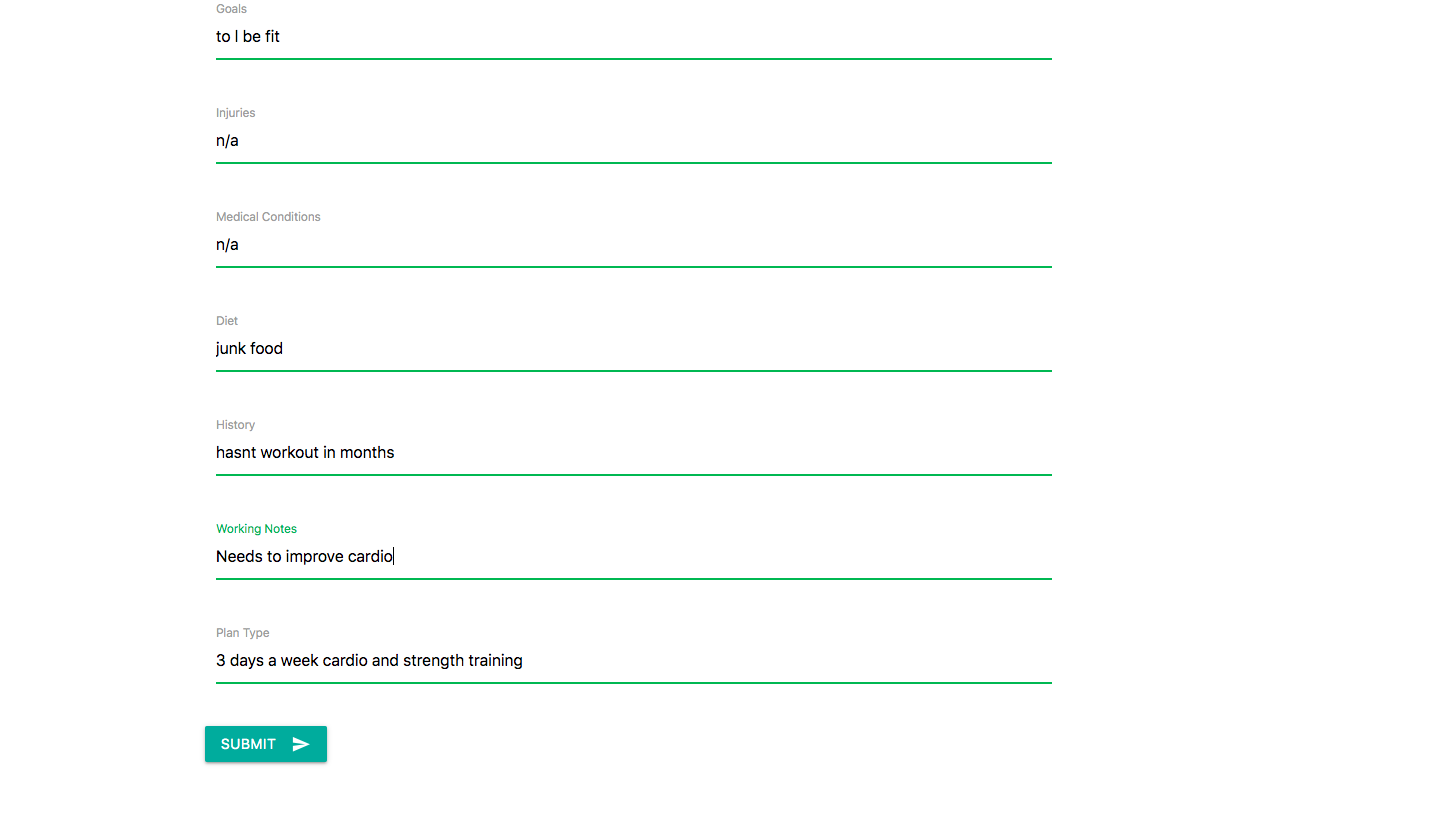 Goals
to l be fit
Injuries
n/a
Medical Conditions
n/a
Diet
junk food
History
hasnt workout in months
Working Notes
Needs to improve cardio
Plan Type
3 days a week cardio and strength training
SUBMIT